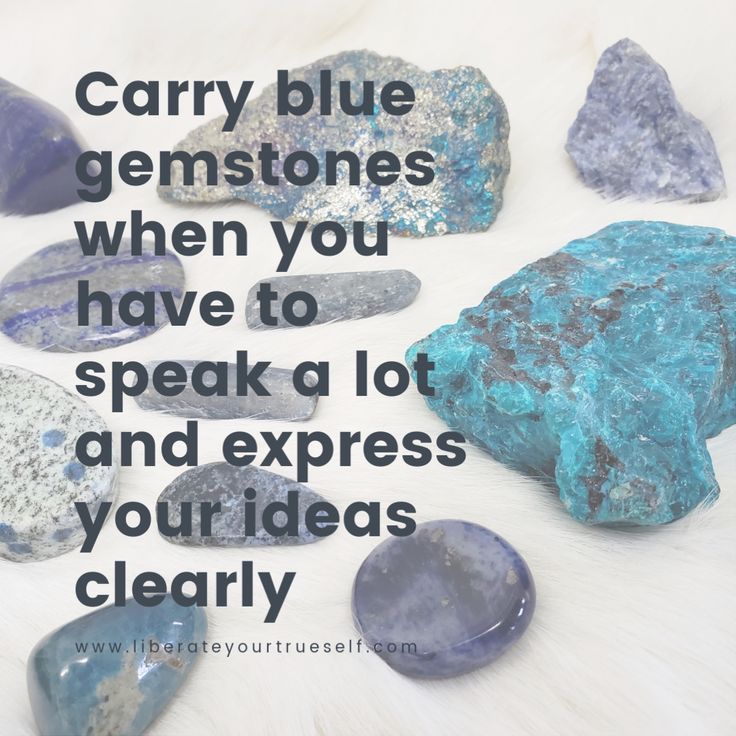 Carry blue
gemstones
when you
have to
speak a lot
and express
your ideas
clearly
www.liberateyourtrueself.com